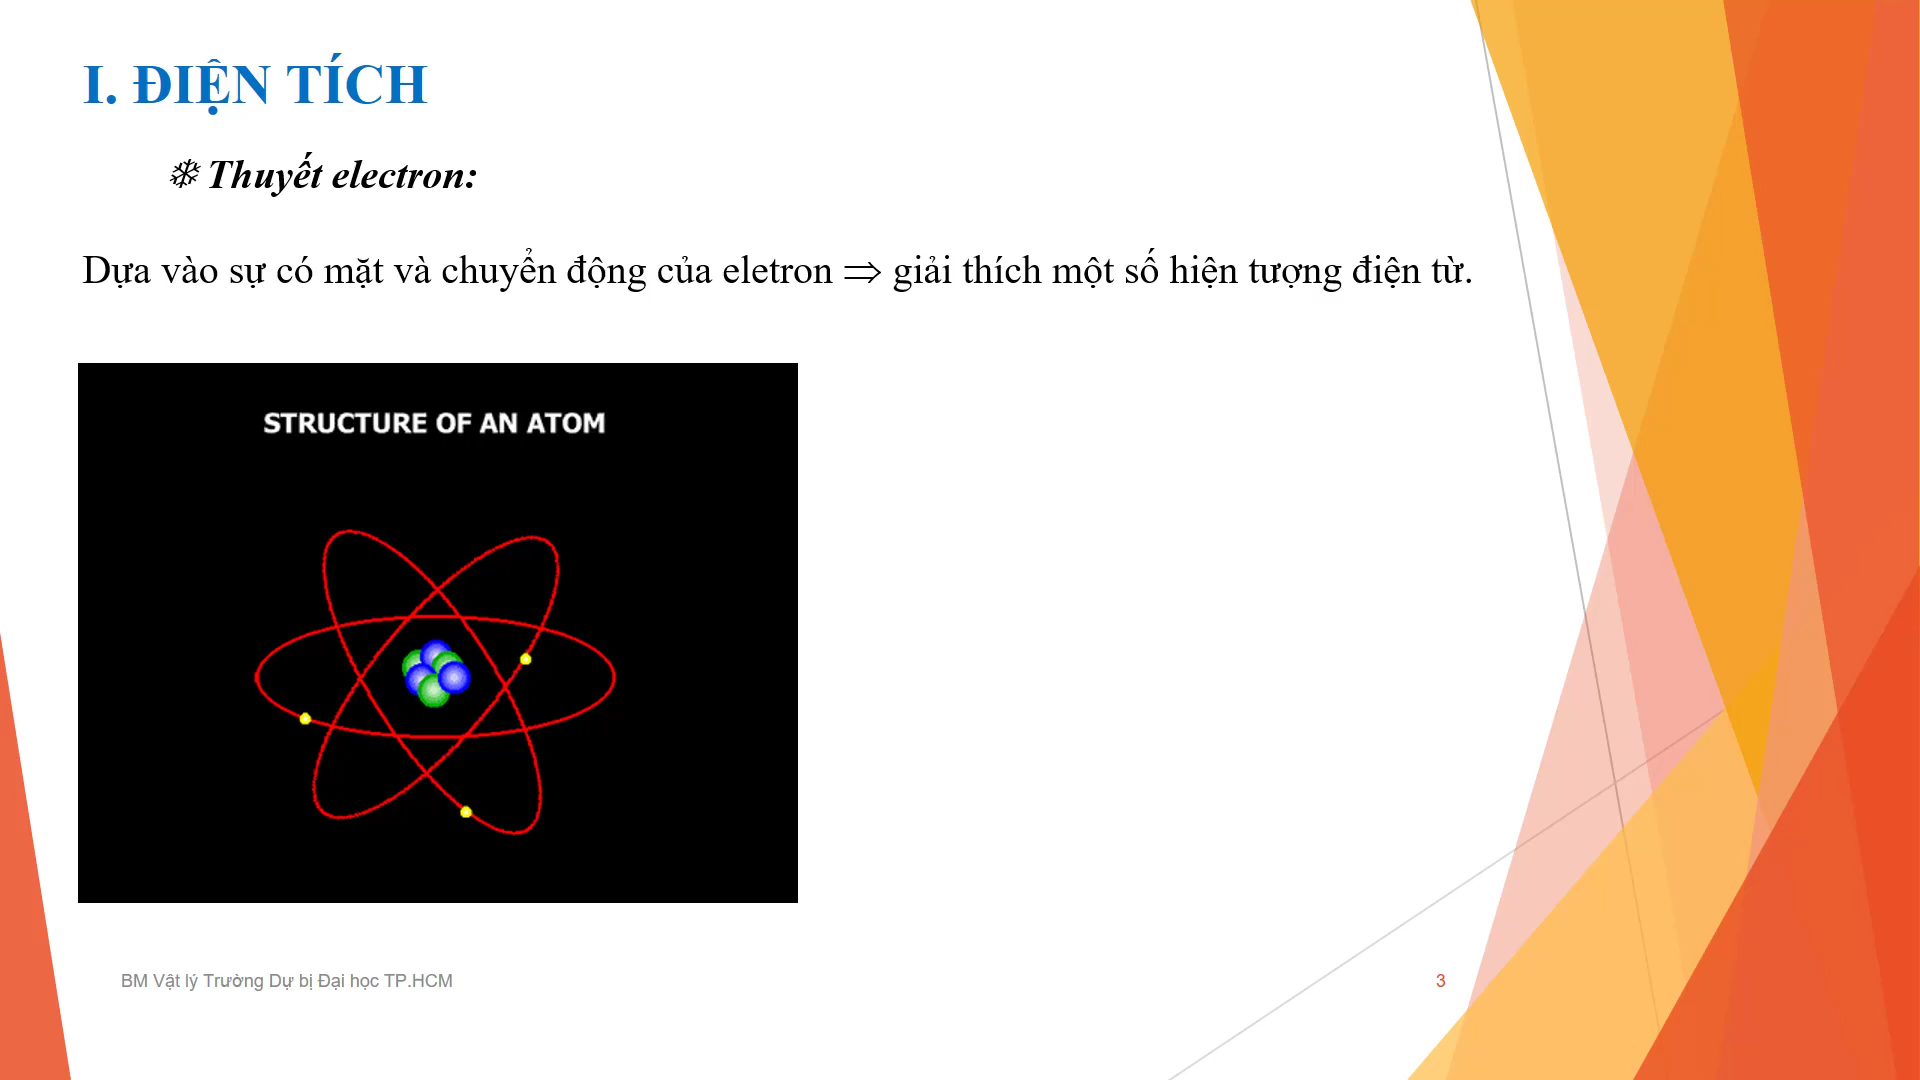 I. ĐIỆN TÍCH
❄ Thuyết electron:
Dựa vào sự có mặt và chuyển động của eletron ⇒ giải thích một số hiện tượng điện từ.
STRUCTURE OF AN ATOM
BM Vật lý Trường Dự bị Đại học TP.HCM
3